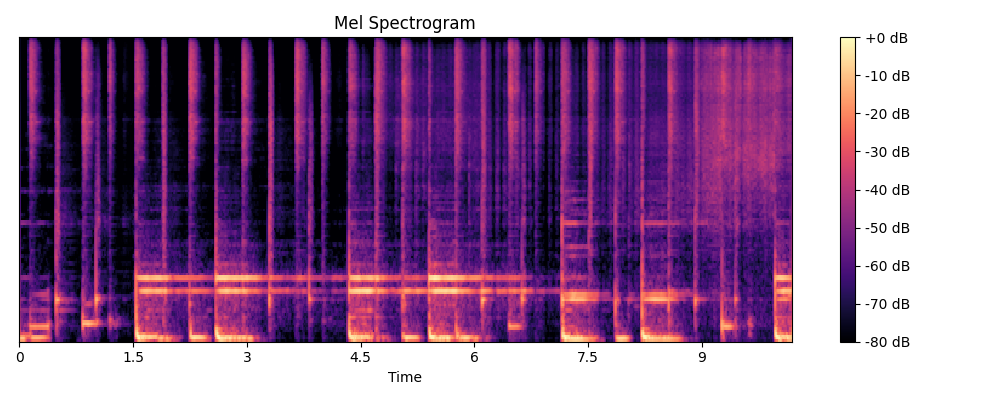 Mel Spectrogram
+0 dB
-10 dB
-20 dB
-30 dB
-40 dB
-50 dB
-60 dB
-70 dB
-80 dB
0 1.5 3 4.5 6 7.5 9
Time